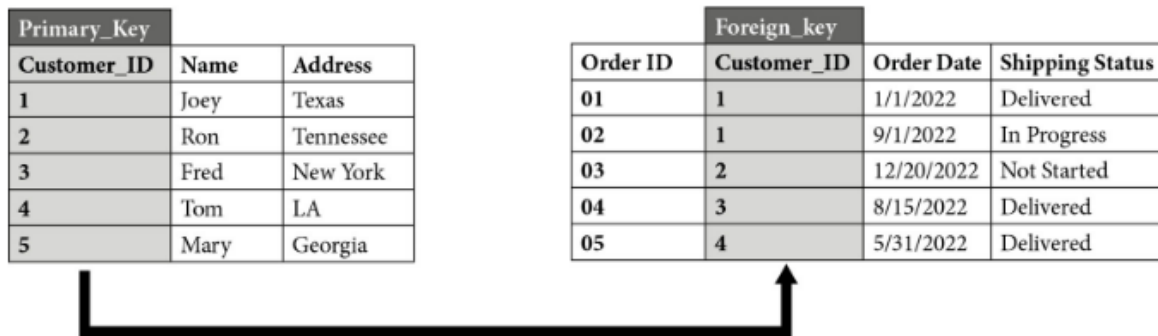 Primary_Key
Customer_ID Name Address
1 Joey Texas
2 Ron Tennessee
3 Fred New York
4 Tom LA
5 Mary Georgia
Foreign_key
Order ID Customer_ID Order Date Shipping Status
01 1 1/1/2022 Delivered
02 1 9/1/2022 In Progress
03 2 12/20/2022 Not Started
04 3 8/15/2022 Delivered
05 4 5/31/2022 Delivered